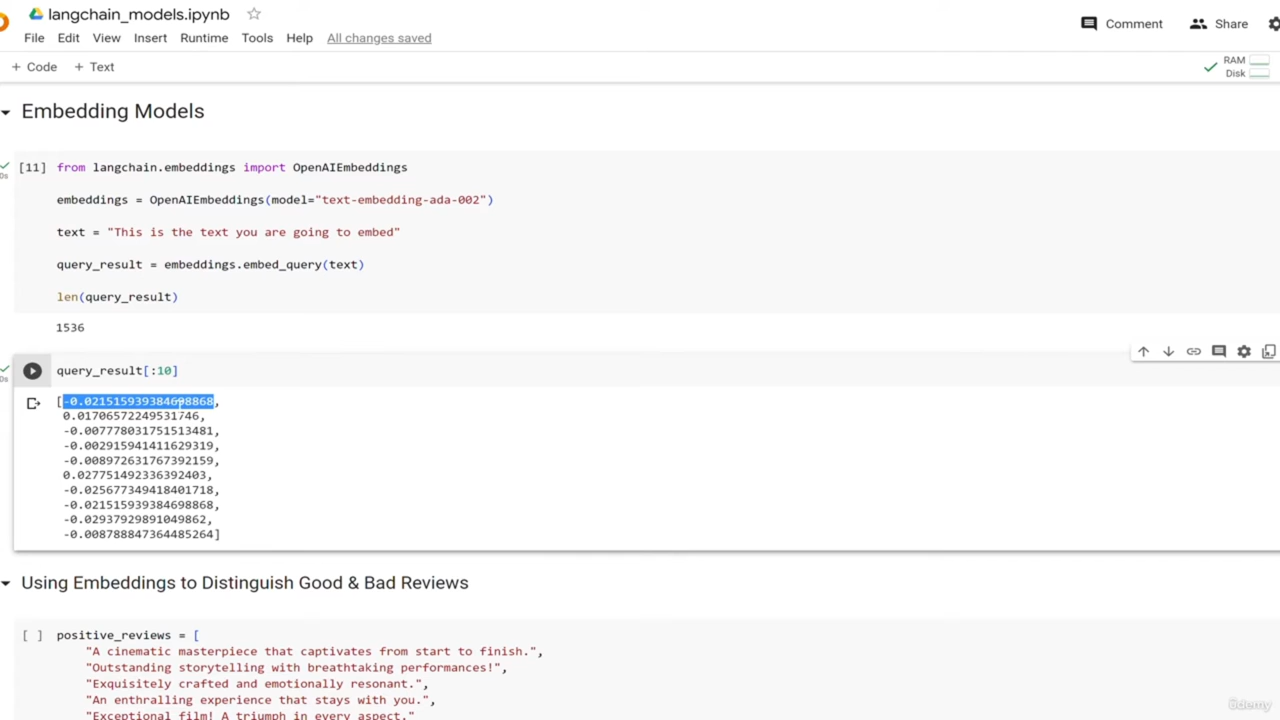 langchain_models.ipynb
Comment
Share
File Edit View Insert Runtime Tools Help All changes saved
+ Code + Text
RAM
Disk
Embedding Models
[11] from langchain.embeddings import OpenAIEmbeddings
0s
embeddings = OpenAIEmbeddings(model="text-embedding-ada-002")
text = "This is the text you are going to embed"
query_result = embeddings.embed_query(text)
len(query_result)
1536
query_result[:10]
0s
[-0.021515939384698868,
0.01706572249531746,
-0.007778031751513481,
-0.002915941411629319,
-0.008972631767392159,
0.027751492336392403,
-0.025677349418401718,
-0.021515939384698868,
-0.02937929891049862,
-0.008788847364485264]
Using Embeddings to Distinguish Good & Bad Reviews
[ ] positive_reviews = [
"A cinematic masterpiece that captivates from start to finish.",
"Outstanding storytelling with breathtaking performances!",
"Exquisitely crafted and emotionally resonant.",
"An enthralling experience that stays with you.",
"Exceptional film! A triumph in every aspect."
ûdemy